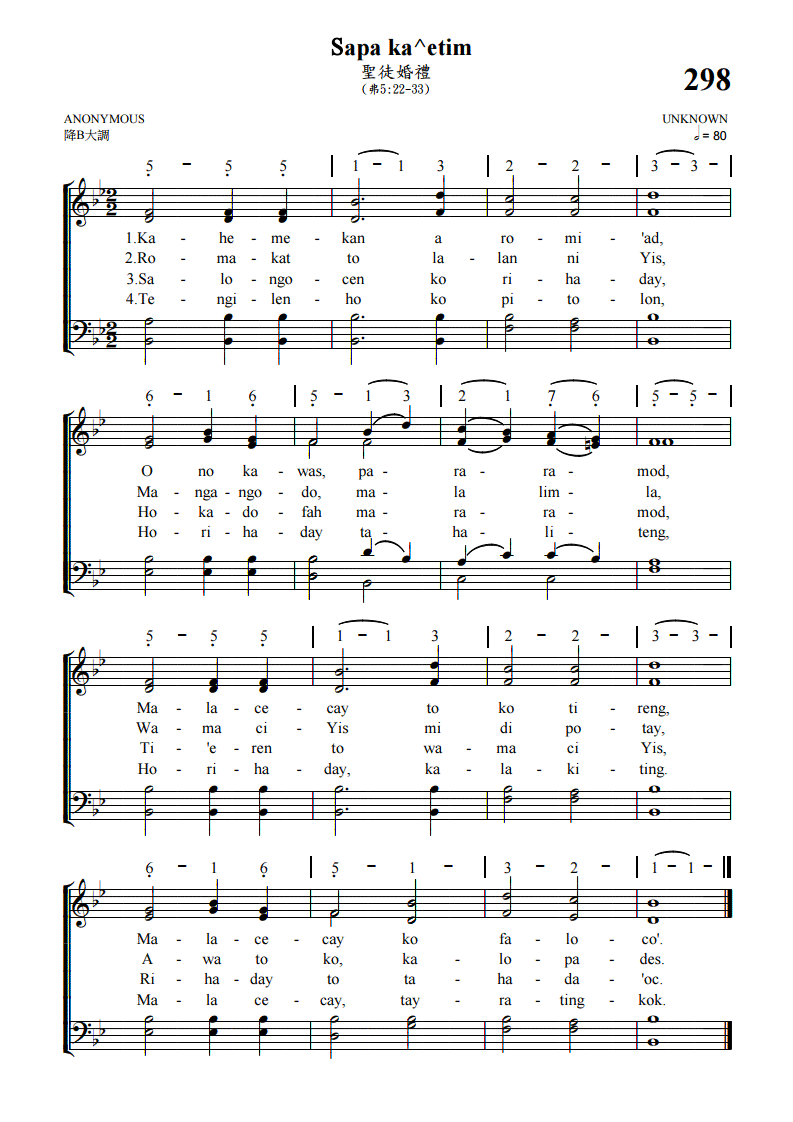 Sapa ka^etim
聖徒婚禮
(弗5:22-33)
298
ANONYMOUS
UNKNOWN
降B大調
= 80
5 - 5 5 | 1 - 1 3 | 2 - 2 - | 3 - 3 - |
1.Ka - he - me - kan a ro - mi - 'ad,
2.Ro - ma - kat to la - lan ni Yis,
3.Sa - lo - ngo - cen ko ri - ha - day,
4.Te - ngi - len - ho ko pi - to - lon,
6 - 1 6 | 5 - 1 3 | 2 1 7 6 | 5 - 5 - |
O no ka - was, pa - ra - ra - mod,
Ma - nga - ngo - do, ma - la lim - la,
Ho - ka - do - fah ma - ra - ra - mod,
Ho - ri - ha - day ta - ha - li - teng,
5 - 5 5 | 1 - 1 3 | 2 - 2 - | 3 - 3 - |
Ma - la - ce - cay to ko ti - reng,
Wa - ma ci - Yis mi di po - tay,
Ti - 'e - ren to wa - ma ci Yis,
Ho - ri - ha - day, ka - la - ki - ting.
6 - 1 6 | 5 - 1 - | 3 - 2 - | 1 - 1 - ||
Ma - la - ce - cay ko fa - lo - co'.
A - wa to ko, ka - lo - pa - des.
Ri - ha - day to ta - ha - da - 'oc.
Ma - la ce - cay, tay - ra - ting - kok.